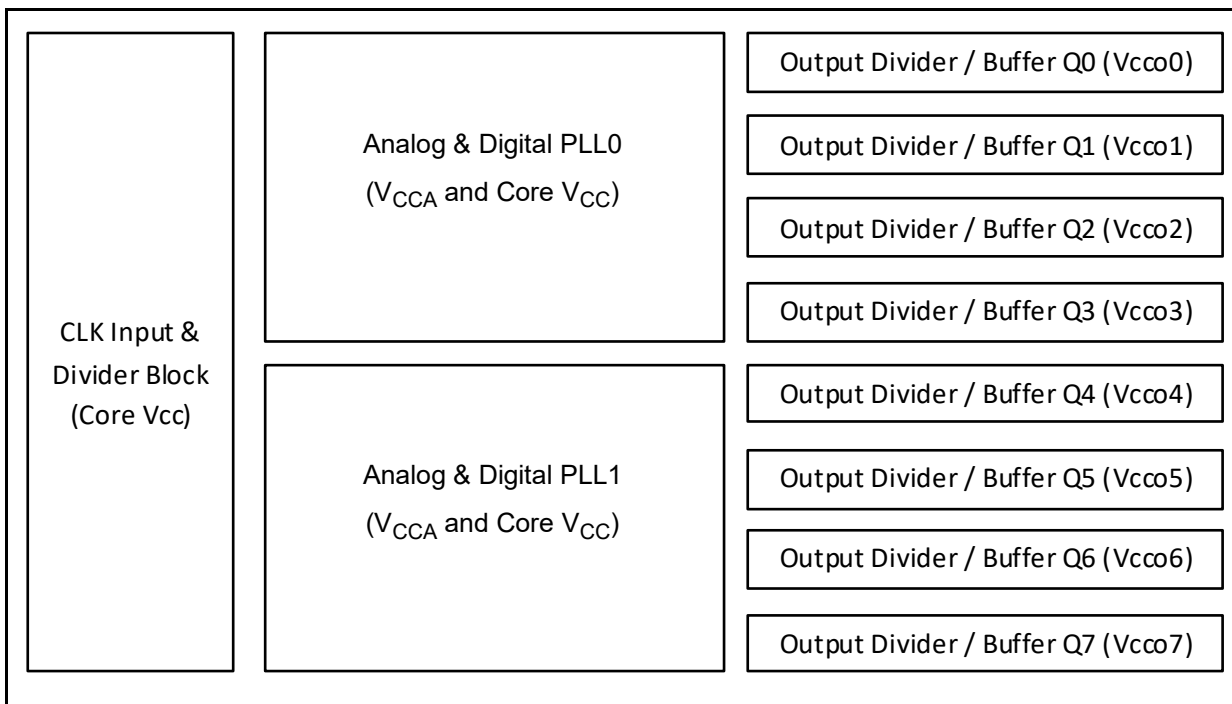 CLK Input &
Divider Block
(Core Vcc)
Analog & Digital PLL0
(VCCA and Core VCC)
Analog & Digital PLL1
(VCCA and Core VCC)
Output Divider / Buffer Q0 (Vcco0)
Output Divider / Buffer Q1 (Vcco1)
Output Divider / Buffer Q2 (Vcco2)
Output Divider / Buffer Q3 (Vcco3)
Output Divider / Buffer Q4 (Vcco4)
Output Divider / Buffer Q5 (Vcco5)
Output Divider / Buffer Q6 (Vcco6)
Output Divider / Buffer Q7 (Vcco7)